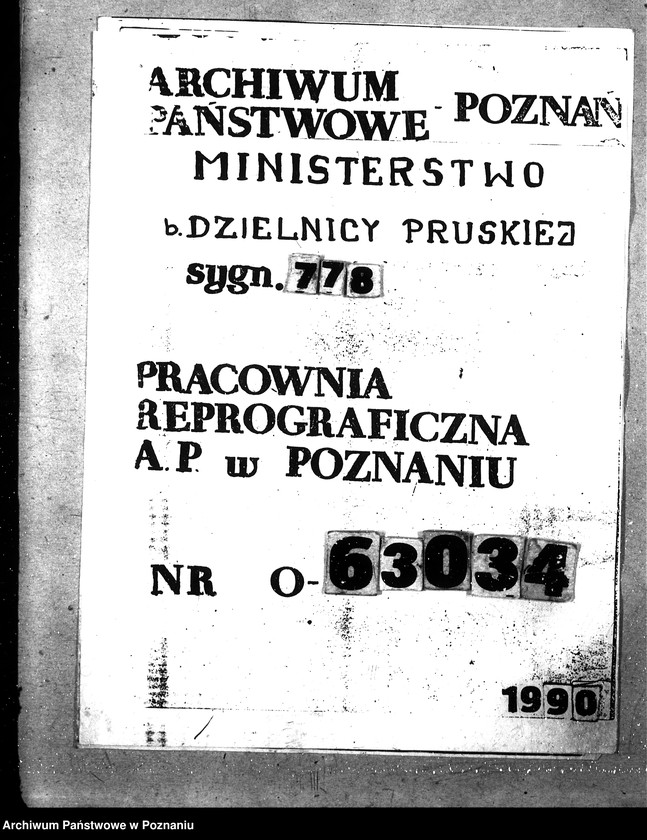 ARCHIWUM
PAŃSTWOWE - POZNAŃ
MINISTERSTWO
b. DZIELNICY PRUSKIEJ
sygn. 778
PRACOWNIA
REPROGRAFICZNA
A.P. w POZNANIU
NR O-63034
1990
Archiwum Państwowe w Poznaniu